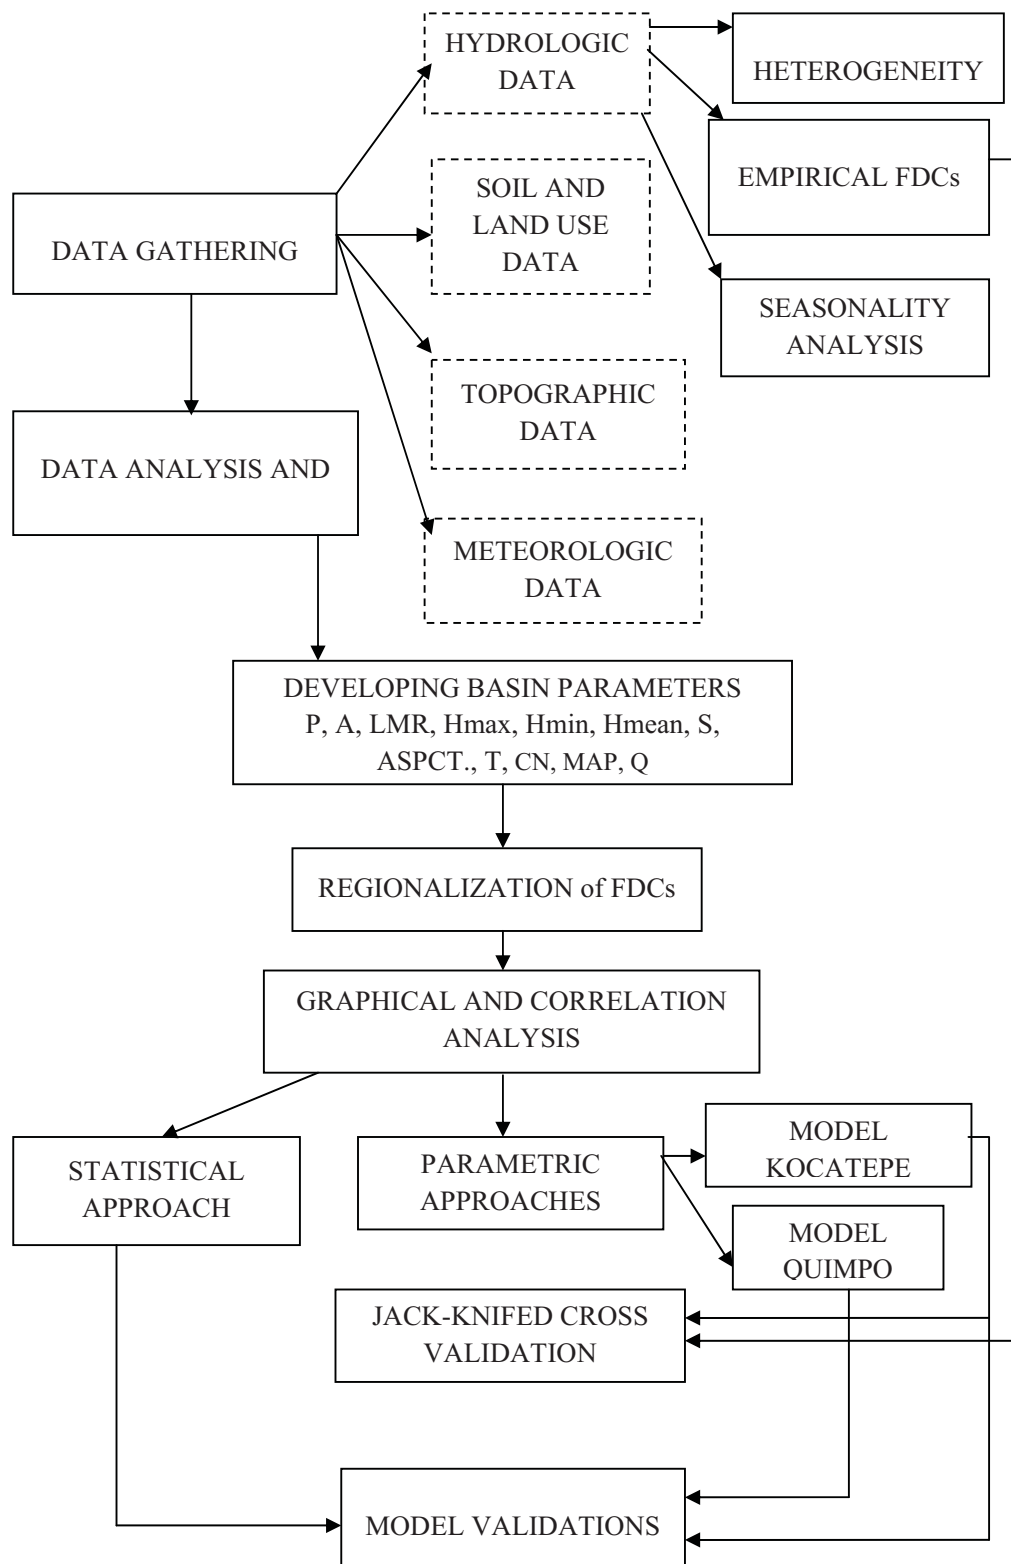 HYDROLOGIC
DATA
HETEROGENEITY
EMPIRICAL FDCs
SOIL AND
LAND USE
DATA
DATA GATHERING
SEASONALITY
ANALYSIS
TOPOGRAPHIC
DATA
DATA ANALYSIS AND
METEOROLOGIC
DATA
DEVELOPING BASIN PARAMETERS
P, A, LMR, Hmax, Hmin, Hmean, S,
ASPCT., T, CN, MAP, Q
REGIONALIZATION of FDCs
GRAPHICAL AND CORRELATION
ANALYSIS
STATISTICAL
APPROACH
PARAMETRIC
APPROACHES
MODEL
KOCATEPE
MODEL
QUIMPO
JACK-KNIFED CROSS
VALIDATION
MODEL VALIDATIONS